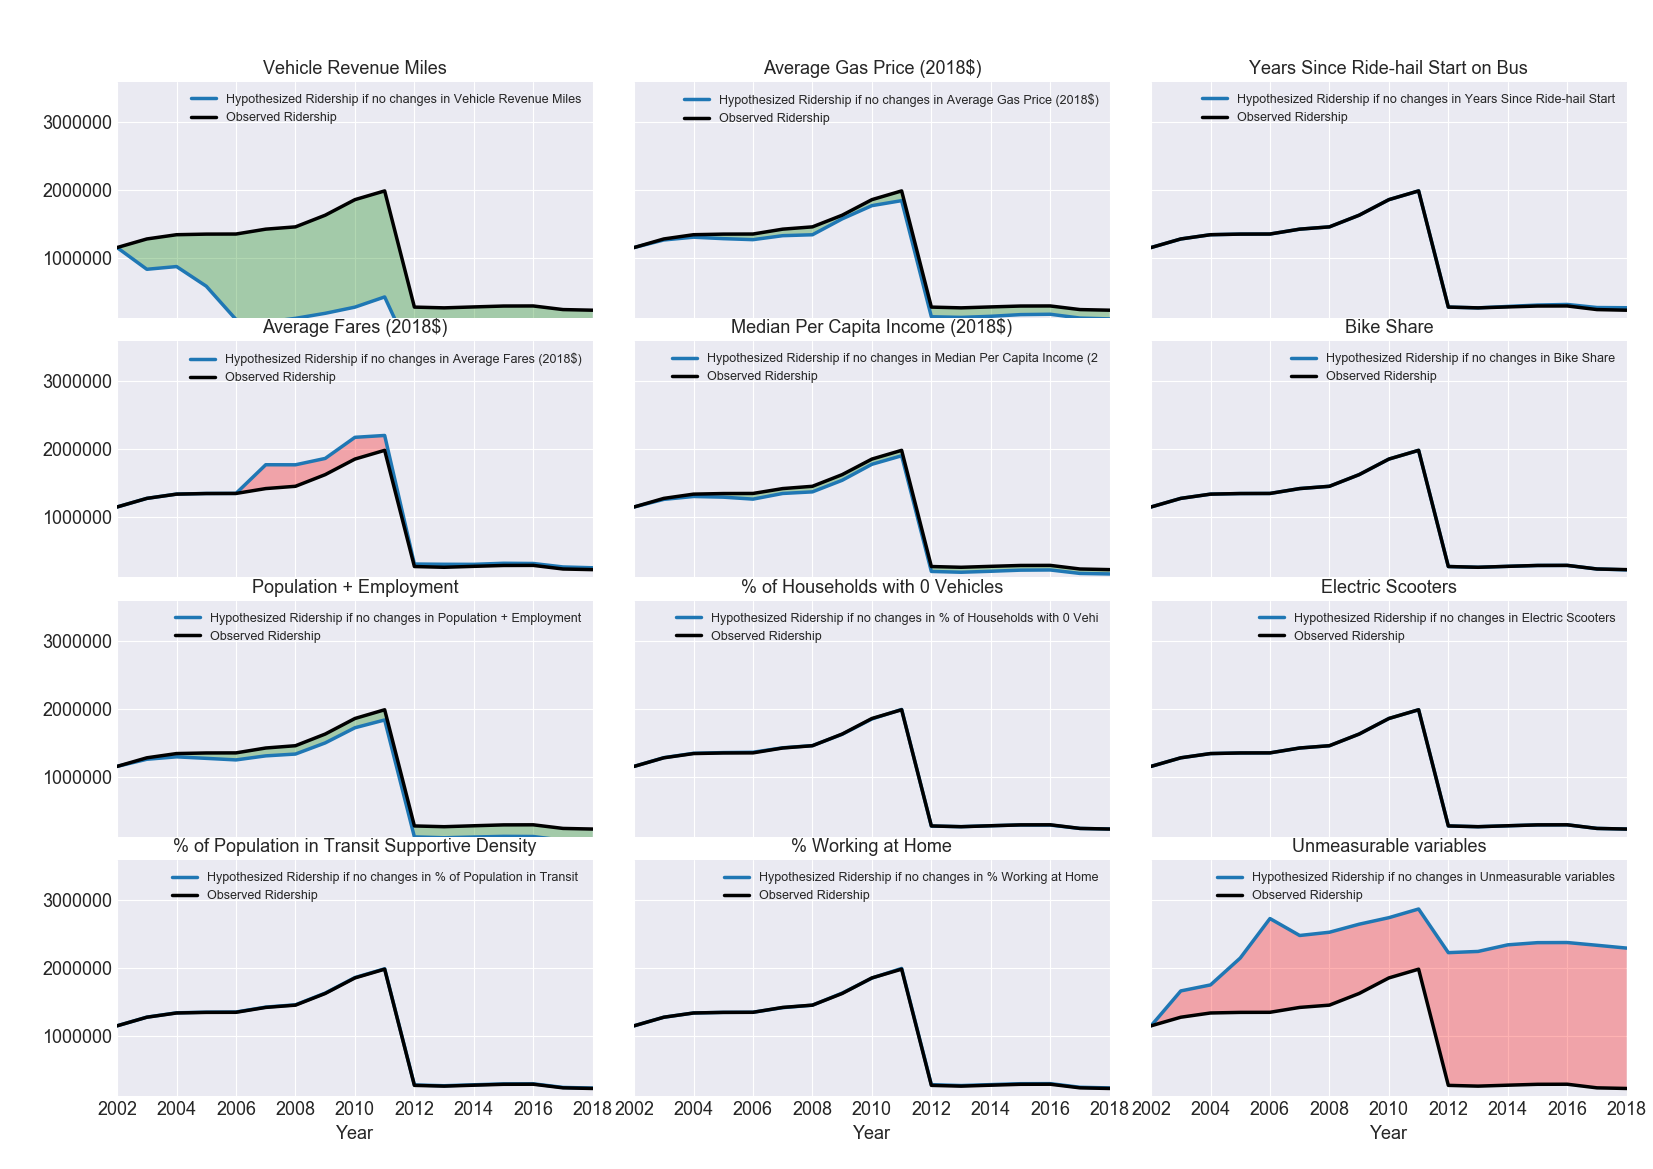 Vehicle Revenue Miles
Hypothesized Ridership if no changes in Vehicle Revenue Miles
Observed Ridership
3000000
2000000
1000000
Average Gas Price (2018$)
Hypothesized Ridership if no changes in Average Gas Price (2018$)
Observed Ridership
Years Since Ride-hail Start on Bus
Hypothesized Ridership if no changes in Years Since Ride-hail Start
Observed Ridership
Average Fares (2018$)
Hypothesized Ridership if no changes in Average Fares (2018$)
Observed Ridership
3000000
2000000
1000000
Median Per Capita Income (2018$)
Hypothesized Ridership if no changes in Median Per Capita Income (2
Observed Ridership
Bike Share
Hypothesized Ridership if no changes in Bike Share
Observed Ridership
Population + Employment
Hypothesized Ridership if no changes in Population + Employment
Observed Ridership
3000000
2000000
1000000
% of Households with 0 Vehicles
Hypothesized Ridership if no changes in % of Households with 0 Vehi
Observed Ridership
Electric Scooters
Hypothesized Ridership if no changes in Electric Scooters
Observed Ridership
% of Population in Transit Supportive Density
Hypothesized Ridership if no changes in % of Population in Transit
Observed Ridership
3000000
2000000
1000000
2002 2004 2006 2008 2010 2012 2014 2016 2018
Year
% Working at Home
Hypothesized Ridership if no changes in % Working at Home
Observed Ridership
2002 2004 2006 2008 2010 2012 2014 2016 2018
Year
Unmeasurable variables
Hypothesized Ridership if no changes in Unmeasurable variables
Observed Ridership
2002 2004 2006 2008 2010 2012 2014 2016 2018
Year